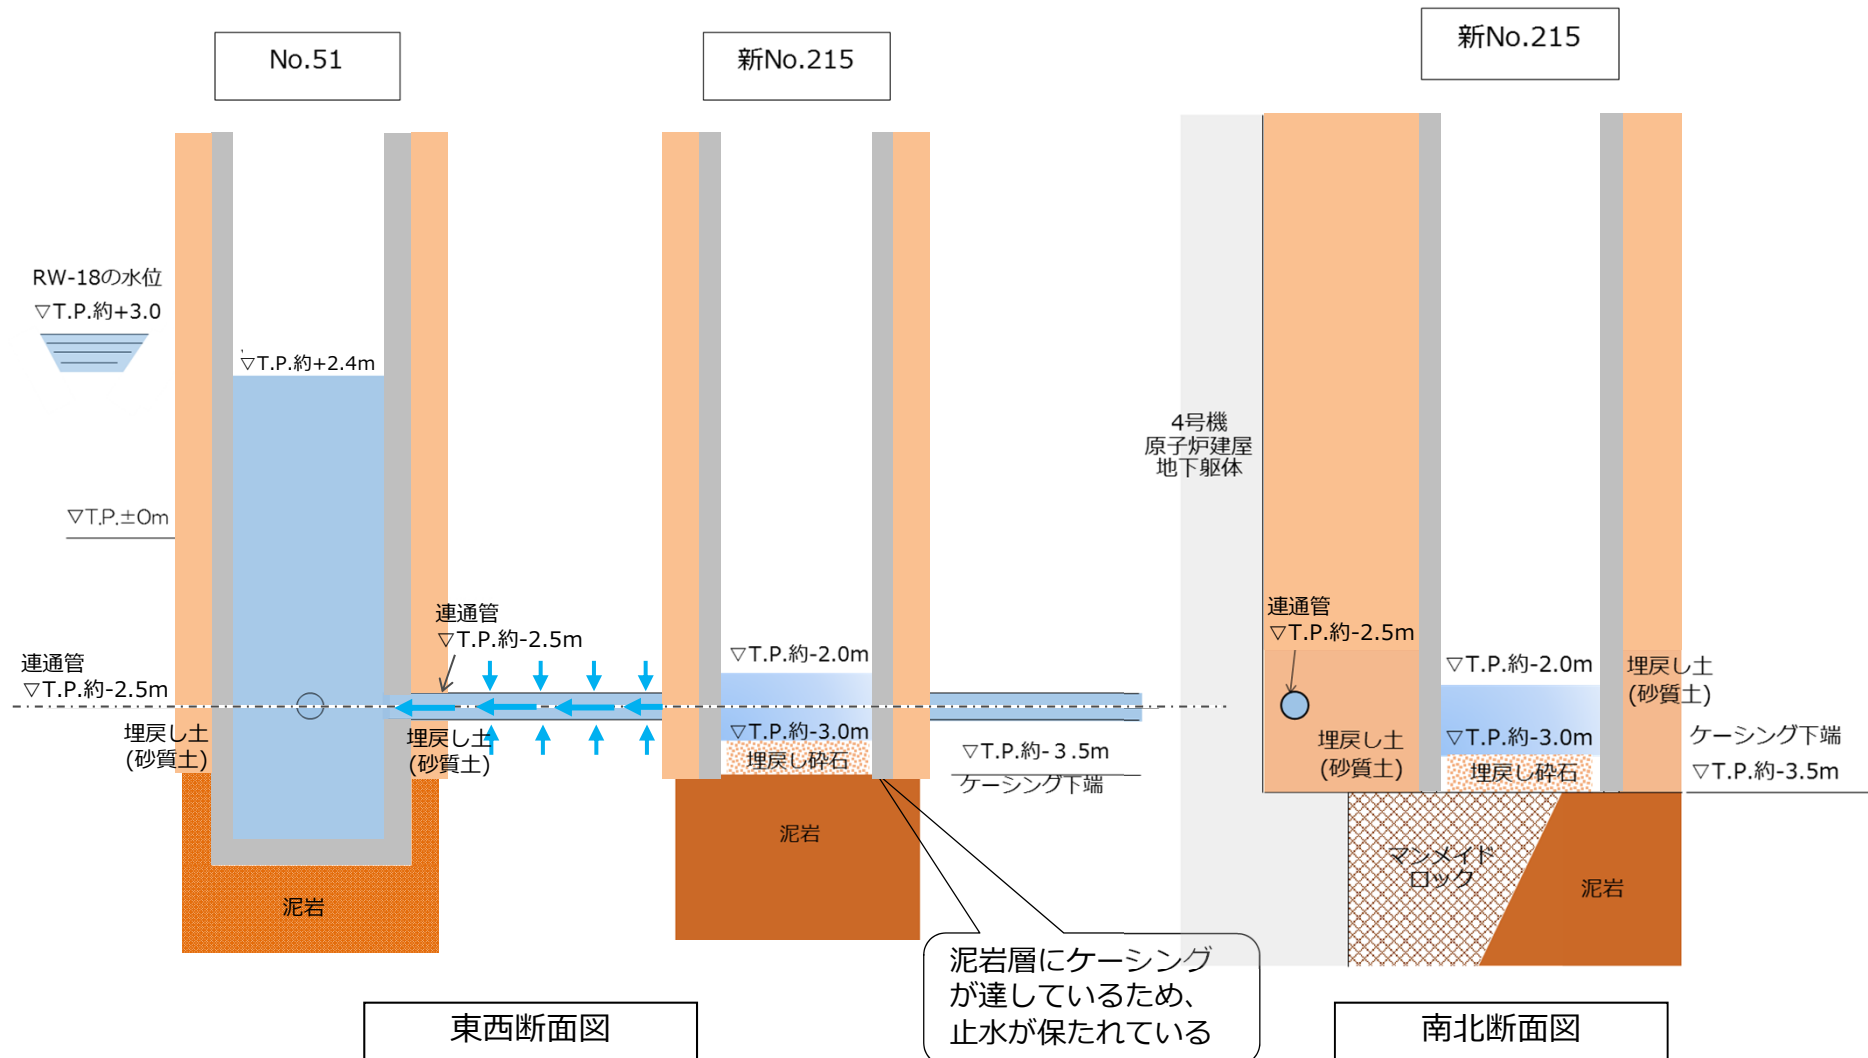 No.51
新No.215
新No.215
RW-18の水位
▽T.P.約+3.0
▽T.P.約+2.4m
▽T.P.±0m
4号機
原子炉建屋
地下躯体
連通管
▽T.P.約-2.5m
連通管
▽T.P.約-2.5m
連通管
▽T.P.約-2.5m
▽T.P.約-2.0m
▽T.P.約-2.0m
埋戻し土
(砂質土)
埋戻し土
(砂質土)
埋戻し土
(砂質土)
埋戻し土
(砂質土)
▽T.P.約-3.0m
埋戻し砕石
▽T.P.約-３.5m
ケーシング下端
▽T.P.約-3.0m
埋戻し砕石
ケーシング下端
▽T.P.約-3.5m
泥岩
泥岩
マンメイド
ロック
泥岩
泥岩層にケーシング
が達しているため、
止水が保たれている
東西断面図
南北断面図